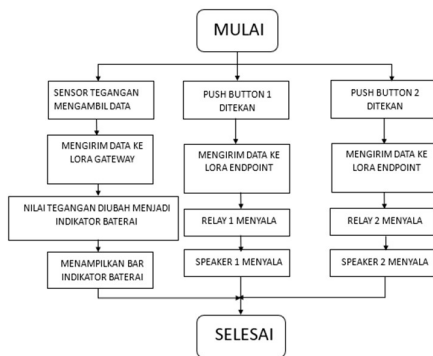 MULAI
SENSOR TEGANGAN
MENGAMBIL DATA
MENGIRIM DATA KE
LORA GATEWAY
NILAI TEGANGAN DIUBAH MENJADI
INDIKATOR BATERAI
MENAMPILKAN BAR
INDIKATOR BATERAI
PUSH BUTTON 1
DITEKAN
MENGIRIM DATA KE
LORA ENDPOINT
RELAY 1 MENYALA
SPEAKER 1 MENYALA
PUSH BUTTON 2
DITEKAN
MENGIRIM DATA KE
LORA ENDPOINT
RELAY 2 MENYALA
SPEAKER 2 MENYALA
SELESAI